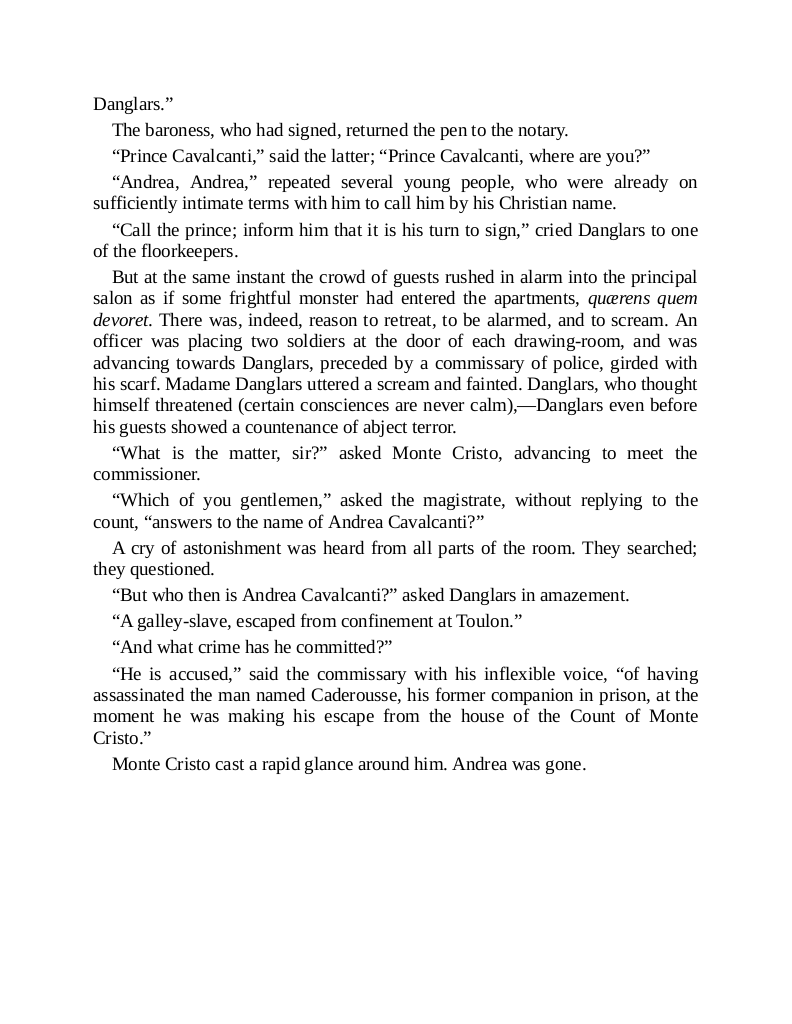 Danglars.”
The baroness, who had signed, returned the pen to the notary.
“Prince Cavalcanti,” said the latter; “Prince Cavalcanti, where are you?”
“Andrea, Andrea,” repeated several young people, who were already on
sufficiently intimate terms with him to call him by his Christian name.
“Call the prince; inform him that it is his turn to sign,” cried Danglars to one
of the floorkeepers.
But at the same instant the crowd of guests rushed in alarm into the principal
salon as if some frightful monster had entered the apartments, quærens quem
devoret. There was, indeed, reason to retreat, to be alarmed, and to scream. An
officer was placing two soldiers at the door of each drawing-room, and was
advancing towards Danglars, preceded by a commissary of police, girded with
his scarf. Madame Danglars uttered a scream and fainted. Danglars, who thought
himself threatened (certain consciences are never calm),—Danglars even before
his guests showed a countenance of abject terror.
“What is the matter, sir?” asked Monte Cristo, advancing to meet the
commissioner.
“Which of you gentlemen,” asked the magistrate, without replying to the
count, “answers to the name of Andrea Cavalcanti?”
A cry of astonishment was heard from all parts of the room. They searched;
they questioned.
“But who then is Andrea Cavalcanti?” asked Danglars in amazement.
“A galley-slave, escaped from confinement at Toulon.”
“And what crime has he committed?”
“He is accused,” said the commissary with his inflexible voice, “of having
assassinated the man named Caderousse, his former companion in prison, at the
moment he was making his escape from the house of the Count of Monte
Cristo.”
Monte Cristo cast a rapid glance around him. Andrea was gone.